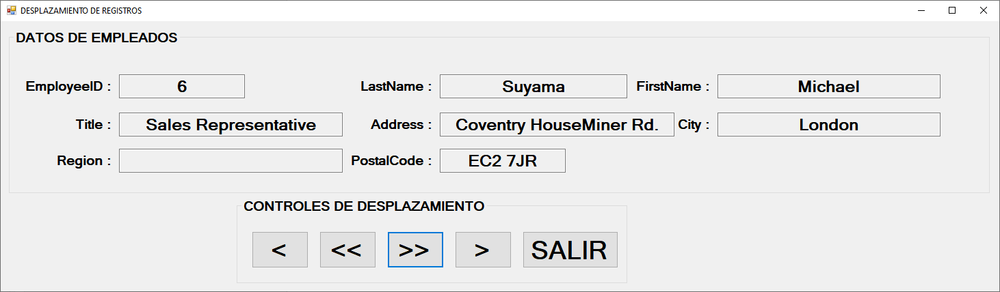 DESPLAZAMIENTO DE REGISTROS
DATOS DE EMPLEADOS
EmployeeID : 6 LastName : Suyama FirstName : Michael
Title : Sales Representative Address : Coventry HouseMiner Rd. City : London
Region : PostalCode : EC2 7JR
CONTROLES DE DESPLAZAMIENTO
< << >> > SALIR